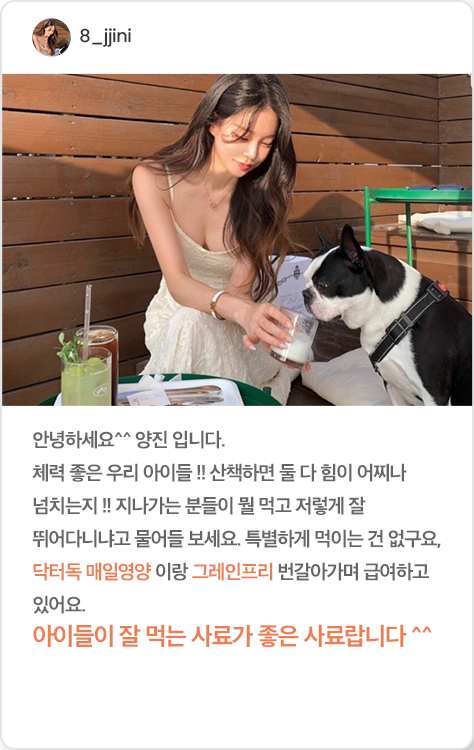 8_jjini
안녕하세요^^ 양진 입니다.
체력 좋은 우리 아이들 !! 산책하면 둘 다 힘이 어찌나
넘치는지 !! 지나가는 분들이 뭘 먹고 저렇게 잘
뛰어다니냐고 물어들 보세요. 특별하게 먹이는 건 없구요,
닥터독 매일영양 이랑 그레인프리 번갈아가며 급여하고
있어요.
아이들이 잘 먹는 사료가 좋은 사료랍니다 ^^